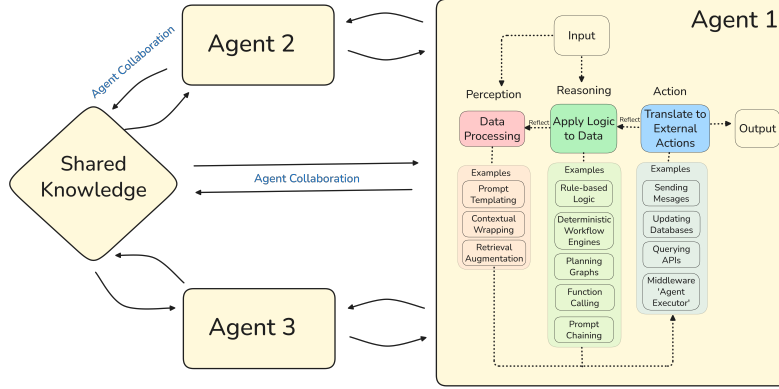 Agent 1
Agent 2
Agent Collaboration
Shared
Knowledge
Agent Collaboration
Agent 3
Input
Perception
Reasoning
Action
Data
Processing
Reflect
Apply Logic
to Data
Reflect
Translate to
External
Actions
Output
Examples
Prompt
Templating
Contextual
Wrapping
Retrieval
Augmentation
Examples
Rule-based
Logic
Deterministic
Workflow
Engines
Planning
Graphs
Function
Calling
Prompt
Chaining
Examples
Sending
Mesages
Updating
Databases
Querying
APIs
Middleware
'Agent
Executor'